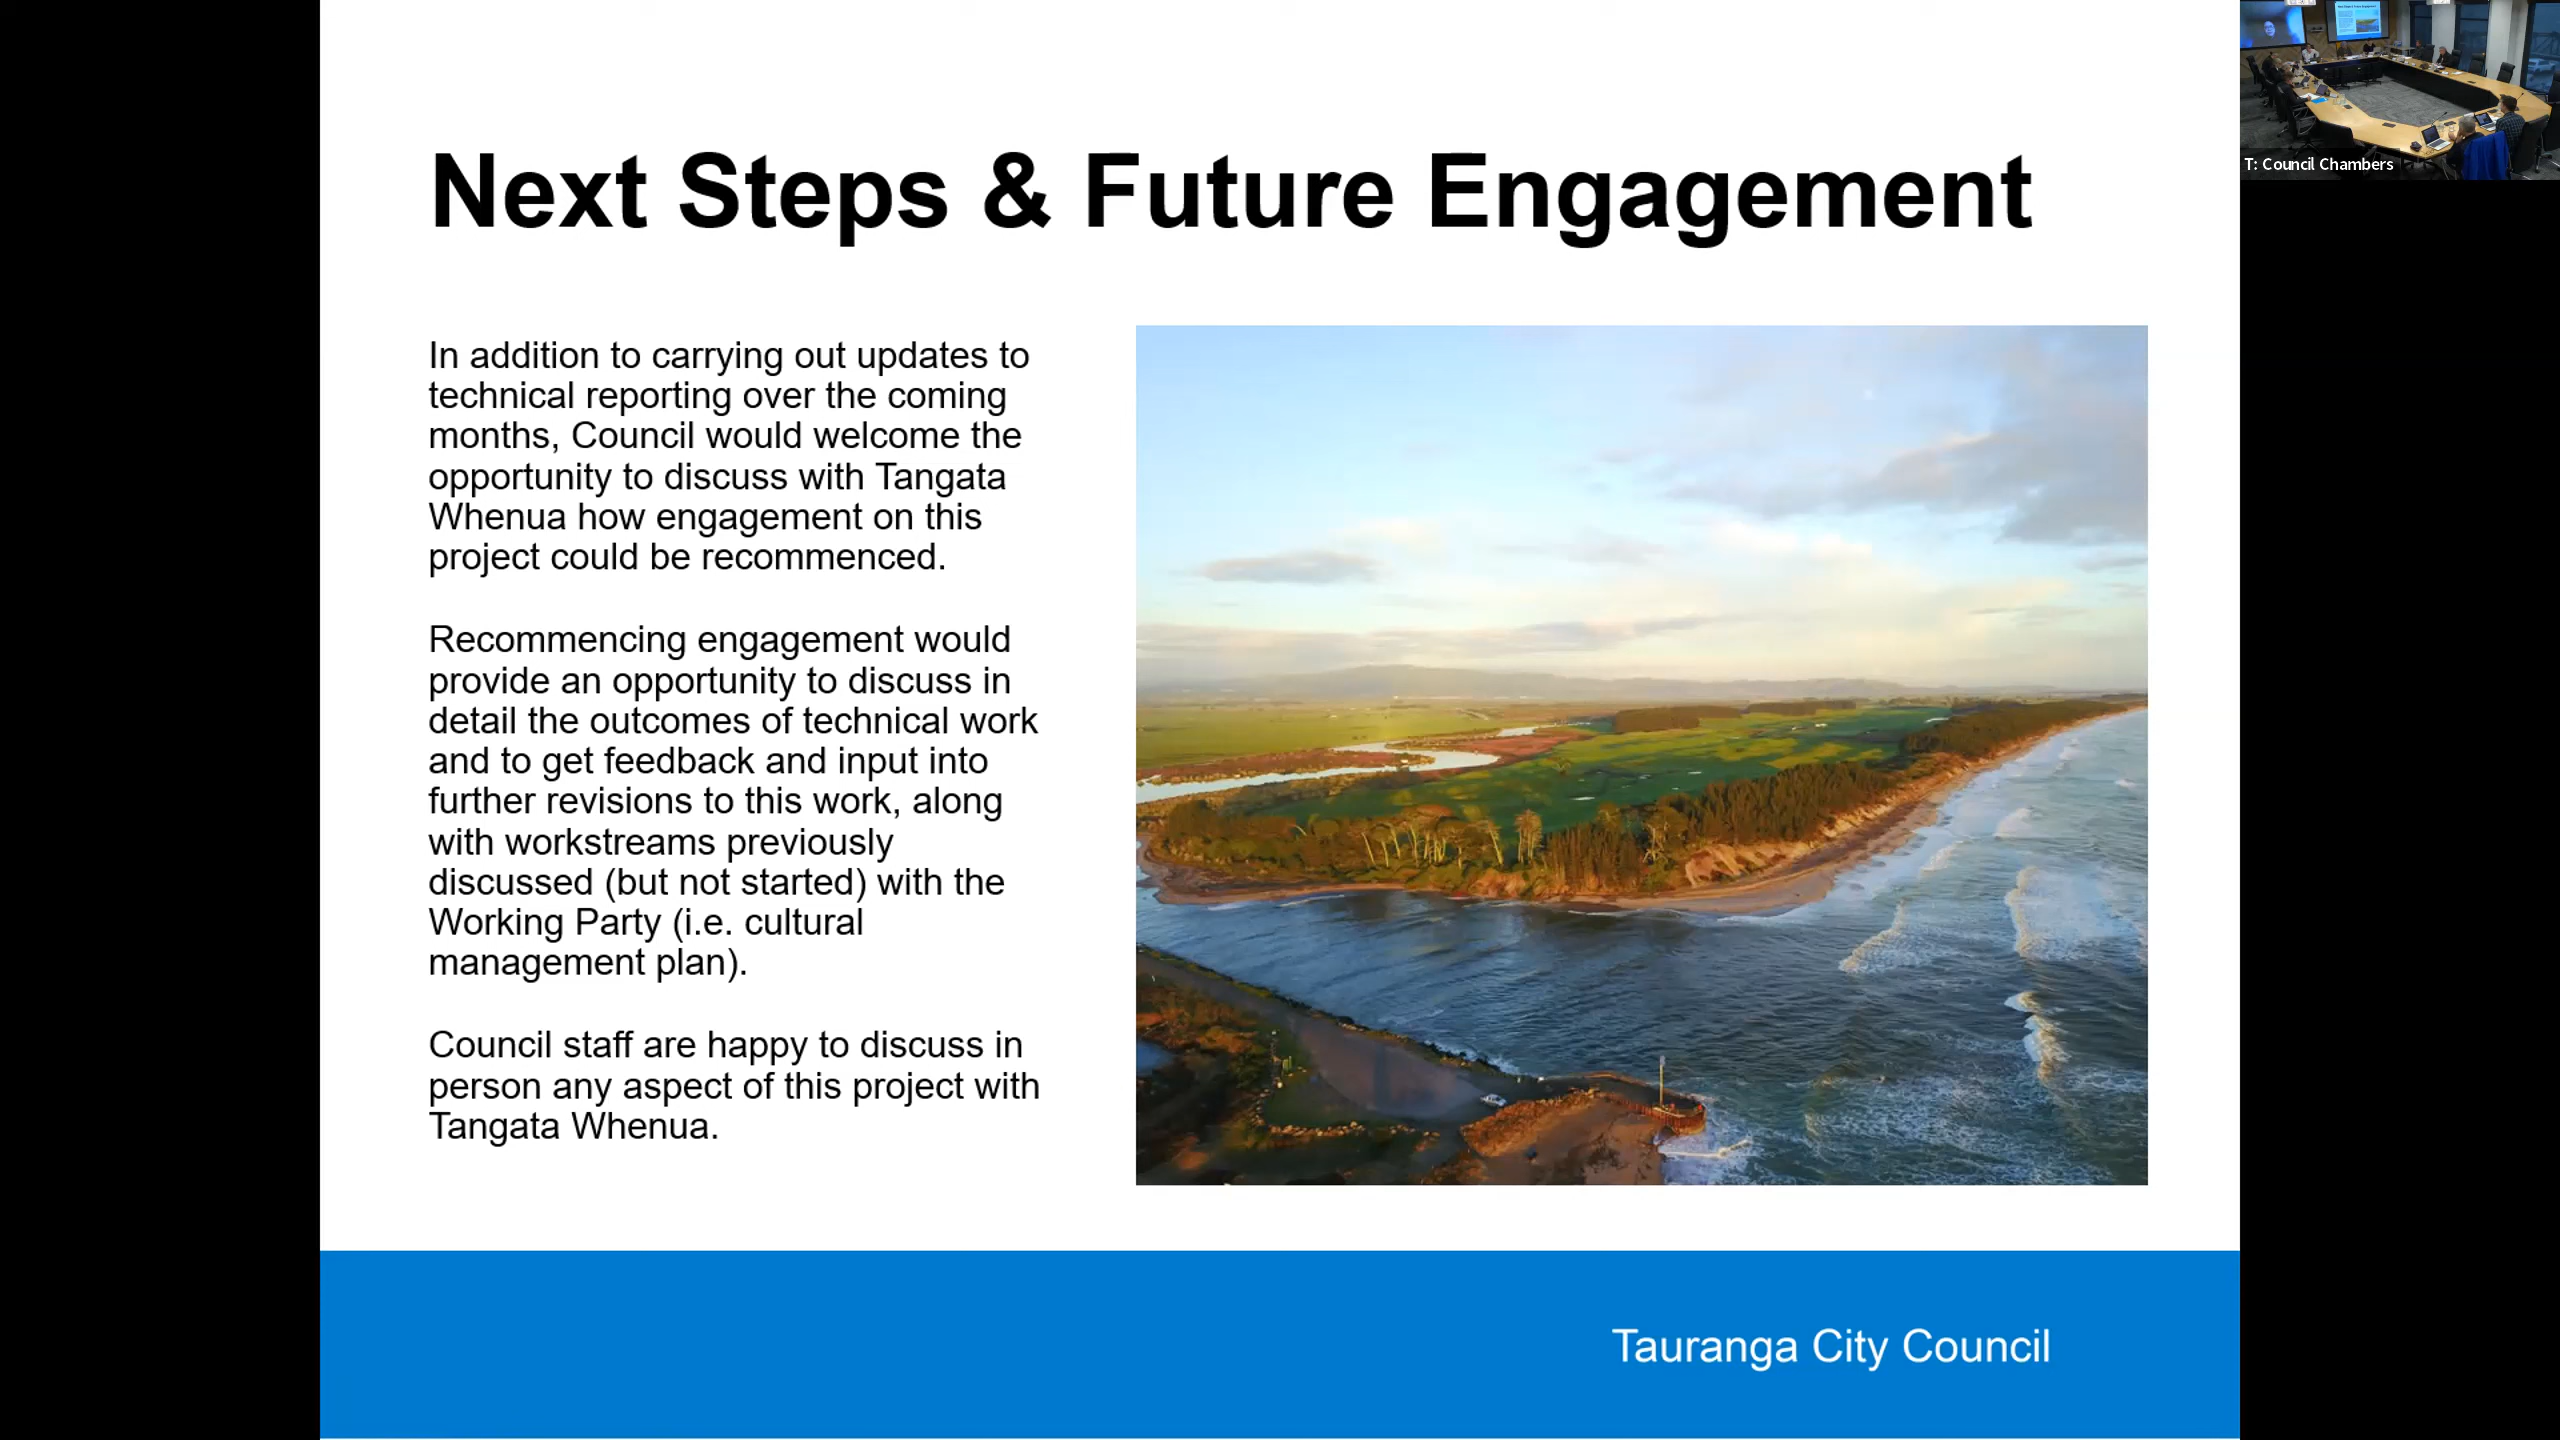 Next Steps & Future Engagement
In addition to carrying out updates to
technical reporting over the coming
months, Council would welcome the
opportunity to discuss with Tangata
Whenua how engagement on this
project could be recommenced.
Recommencing engagement would
provide an opportunity to discuss in
detail the outcomes of technical work
and to get feedback and input into
further revisions to this work, along
with workstreams previously
discussed (but not started) with the
Working Party (i.e. cultural
management plan).
Council staff are happy to discuss in
person any aspect of this project with
Tangata Whenua.
Tauranga City Council
T: Council Chambers